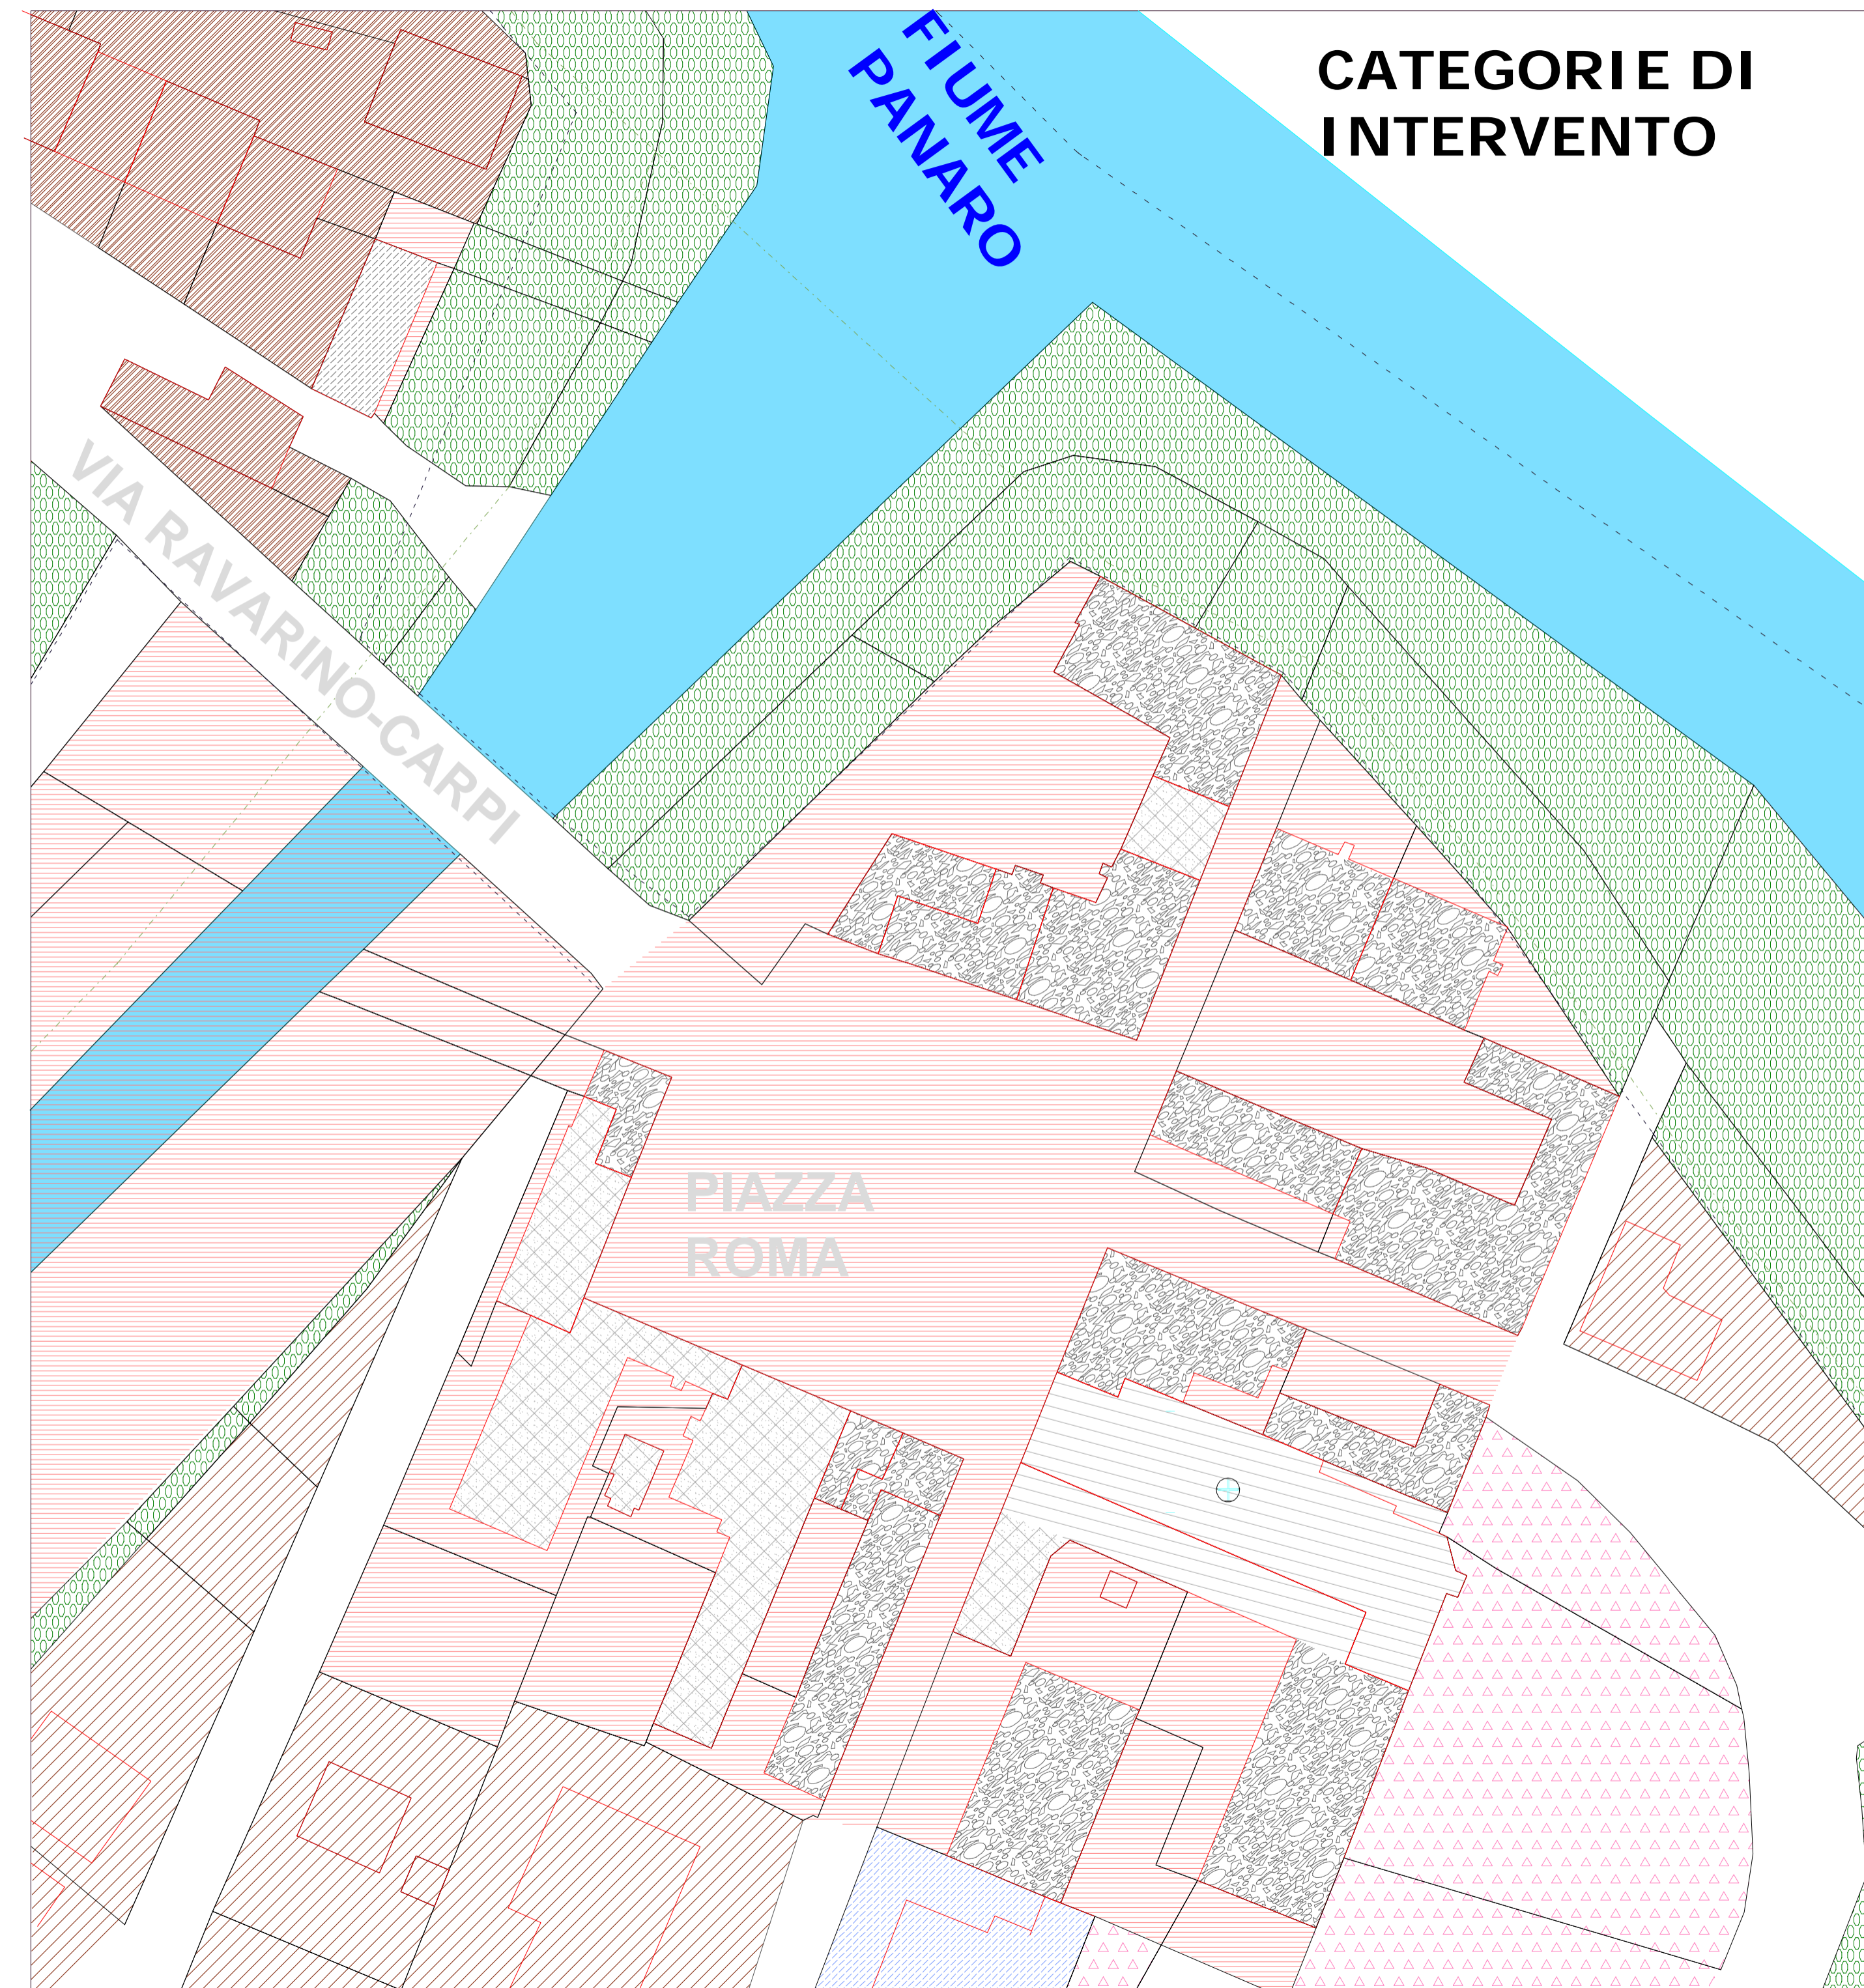 FIUME
PANARO
CATEGORIE DI
INTERVENTO
VIA RAVARINO-CARPI
PIAZZA
ROMA